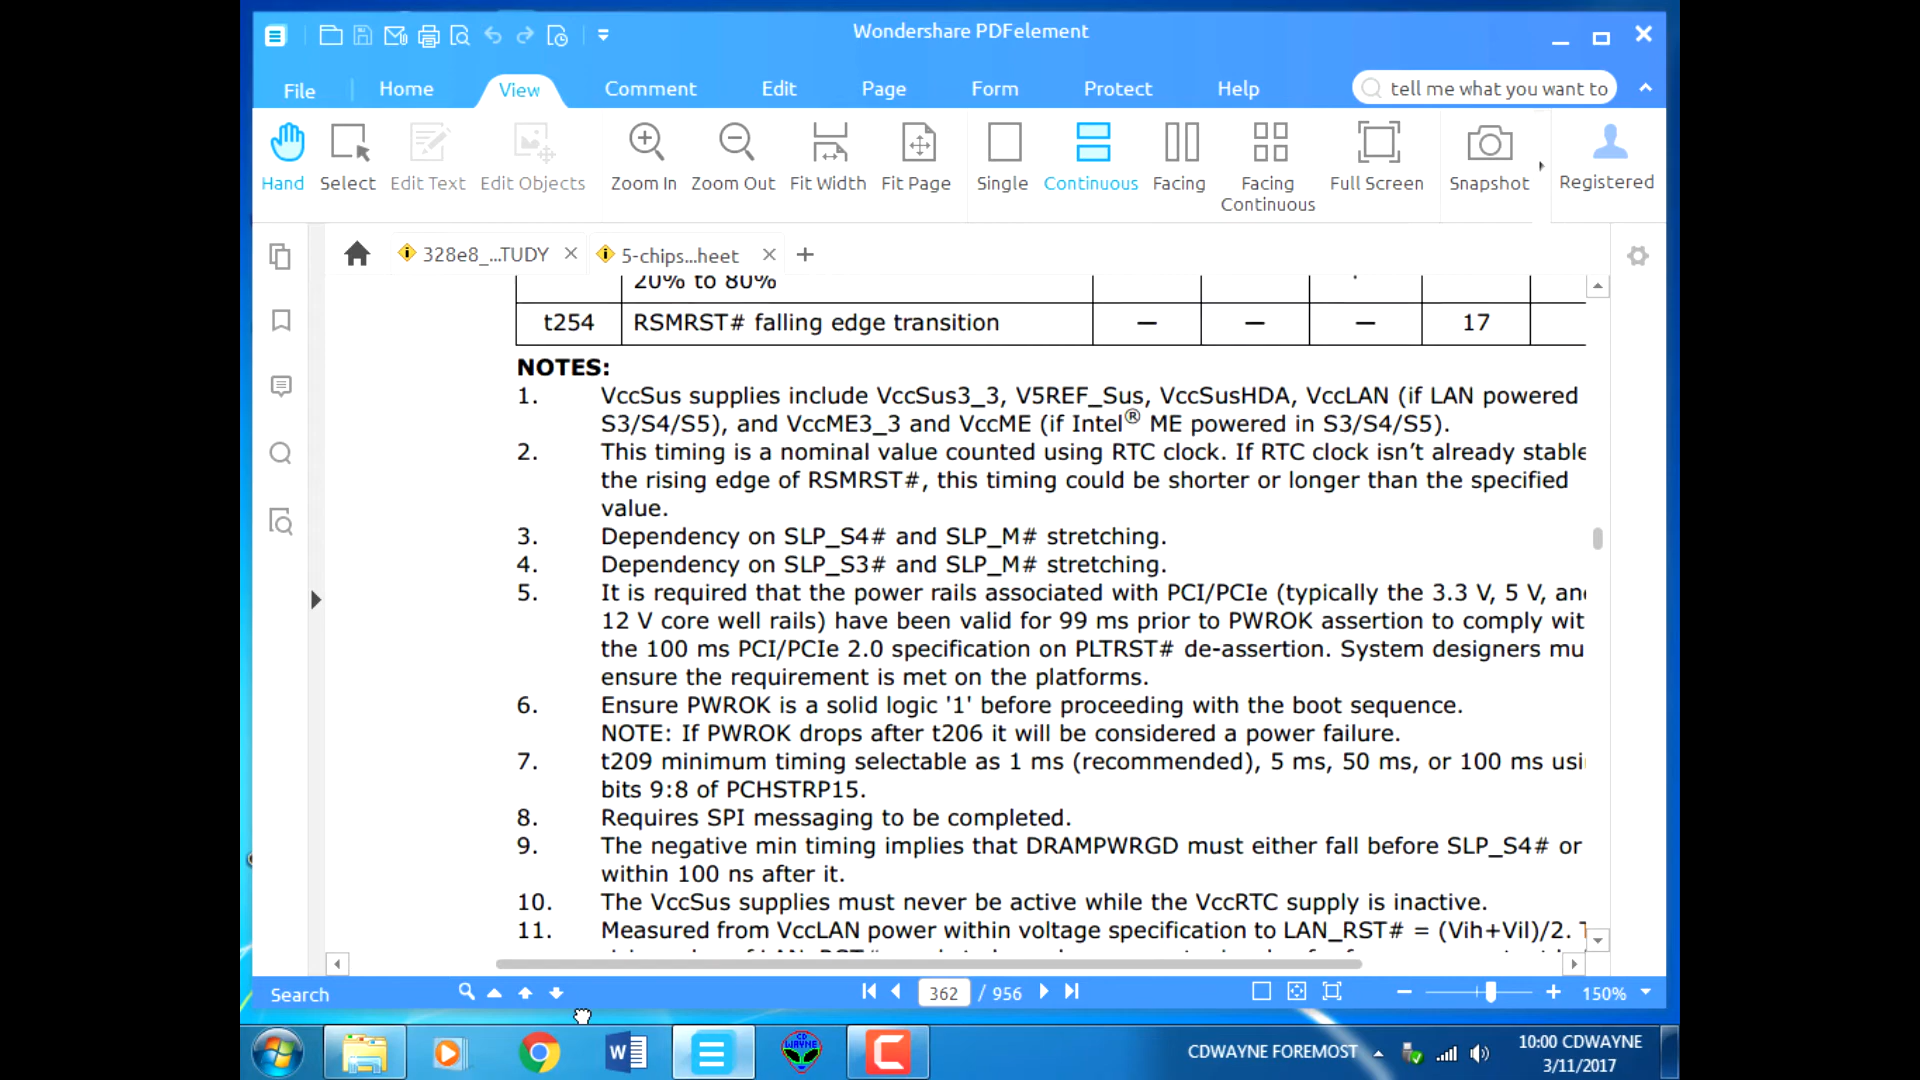 Wondershare PDFelement
File
Home
View
Comment
Edit
Page
Form
Protect
Help
tell me what you want to
Hand
Select
Edit Text
Edit Objects
Zoom In
Zoom Out
Fit Width
Fit Page
Single
Continuous
Facing
Facing
Continuous
Full Screen
Snapshot
Registered
328e8_...TUDY
5-chips...heet
20% to 80%
t254 RSMRST# falling edge transition — — — 17
NOTES:
1. VccSus supplies include VccSus3_3, V5REF_Sus, VccSusHDA, VccLAN (if LAN powered
S3/S4/S5), and VccME3_3 and VccME (if Intel® ME powered in S3/S4/S5).
2. This timing is a nominal value counted using RTC clock. If RTC clock isn't already stable
the rising edge of RSMRST#, this timing could be shorter or longer than the specified
value.
3. Dependency on SLP_S4# and SLP_M# stretching.
4. Dependency on SLP_S3# and SLP_M# stretching.
5. It is required that the power rails associated with PCI/PCIe (typically the 3.3 V, 5 V, an
12 V core well rails) have been valid for 99 ms prior to PWROK assertion to comply wit
the 100 ms PCI/PCIe 2.0 specification on PLTRST# de-assertion. System designers mu
ensure the requirement is met on the platforms.
6. Ensure PWROK is a solid logic '1' before proceeding with the boot sequence.
NOTE: If PWROK drops after t206 it will be considered a power failure.
7. t209 minimum timing selectable as 1 ms (recommended), 5 ms, 50 ms, or 100 ms usi
bits 9:8 of PCHSTRP15.
8. Requires SPI messaging to be completed.
9. The negative min timing implies that DRAMPWRGD must either fall before SLP_S4# or
within 100 ns after it.
10. The VccSus supplies must never be active while the VccRTC supply is inactive.
11. Measured from VccLAN power within voltage specification to LAN_RST# = (Vih+Vil)/2.
Search
362 / 956
150%
CD
WAYNE
CDWAYNE FOREMOST
10:00 CDWAYNE
3/11/2017